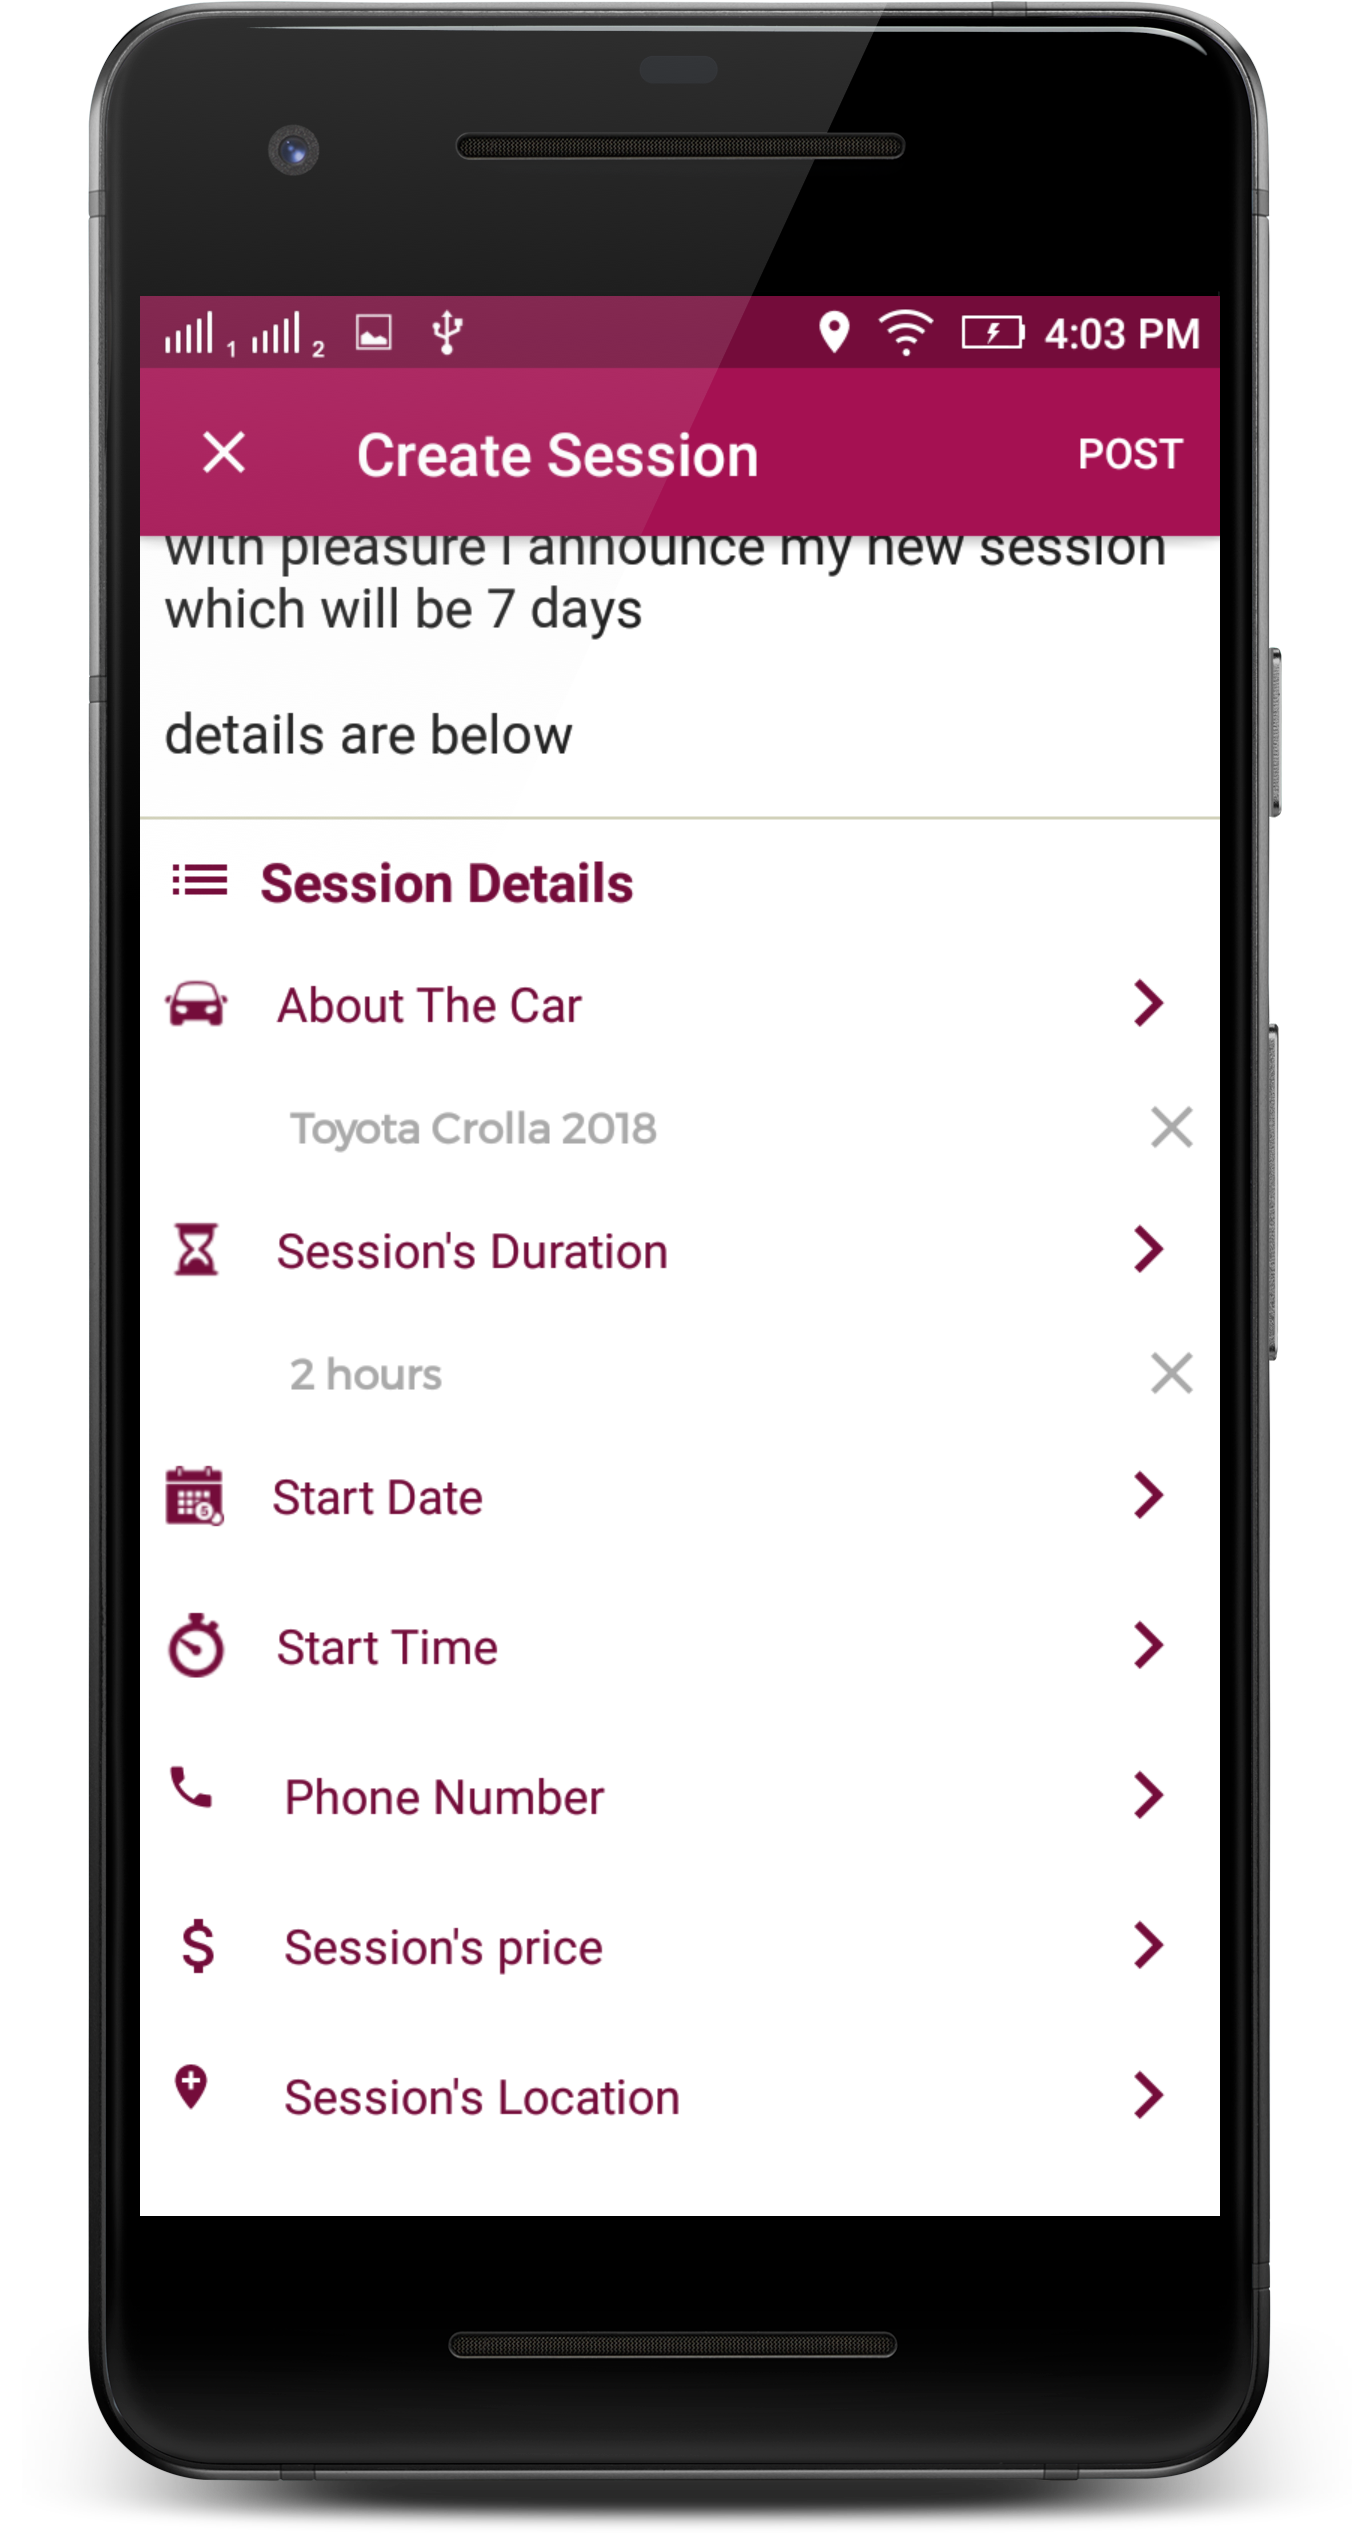 1 2 4:03 PM
Create Session POST
with pleasure I announce my new session
which will be 7 days
details are below
Session Details
About The Car
Toyota Crolla 2018
Session's Duration
2 hours
Start Date
5
Start Time
Phone Number
$ Session's price
Session's Location